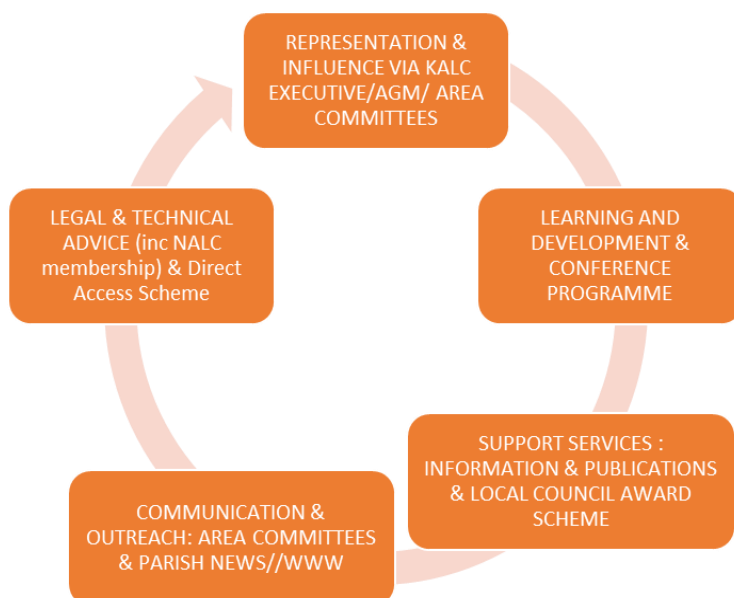 REPRESENTATION &
INFLUENCE VIA KALC
EXECUTIVE/AGM/ AREA
COMMITTEES
LEARNING AND
DEVELOPMENT &
CONFERENCE
PROGRAMME
SUPPORT SERVICES :
INFORMATION & PUBLICATIONS
& LOCAL COUNCIL AWARD
SCHEME
COMMUNICATION &
OUTREACH: AREA COMMITTEES
& PARISH NEWS//WWW
LEGAL & TECHNICAL
ADVICE (inc NALC
membership) & Direct
Access Scheme